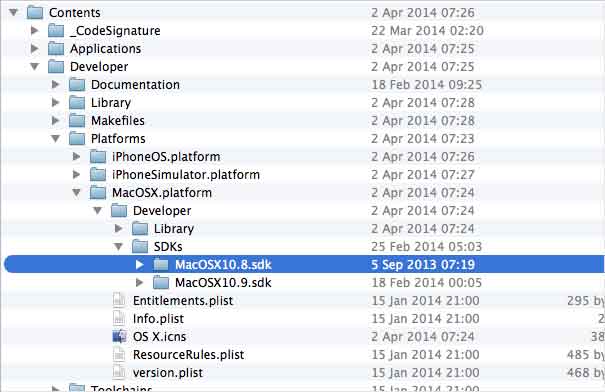 Contents 2 Apr 2014 07:26
_CodeSignature 22 Mar 2014 02:20
Applications 2 Apr 2014 07:25
Developer 2 Apr 2014 07:25
Documentation 18 Feb 2014 09:25
Library 2 Apr 2014 07:28
Makefiles 2 Apr 2014 07:28
Platforms 2 Apr 2014 07:23
iPhoneOS.platform 2 Apr 2014 07:26
iPhoneSimulator.platform 2 Apr 2014 07:27
MacOSX.platform 2 Apr 2014 07:24
Developer 2 Apr 2014 07:24
Library 2 Apr 2014 07:24
SDKs 25 Feb 2014 05:03
MacOSX10.8.sdk 5 Sep 2013 07:19
MacOSX10.9.sdk 18 Feb 2014 00:05
Entitlements.plist 15 Jan 2014 21:00 295 by
Info.plist 15 Jan 2014 21:00 2
OS X.icns 2 Apr 2014 07:24 38
ResourceRules.plist 15 Jan 2014 21:00 485 by
version.plist 15 Jan 2014 21:00 468 by
Toolchains